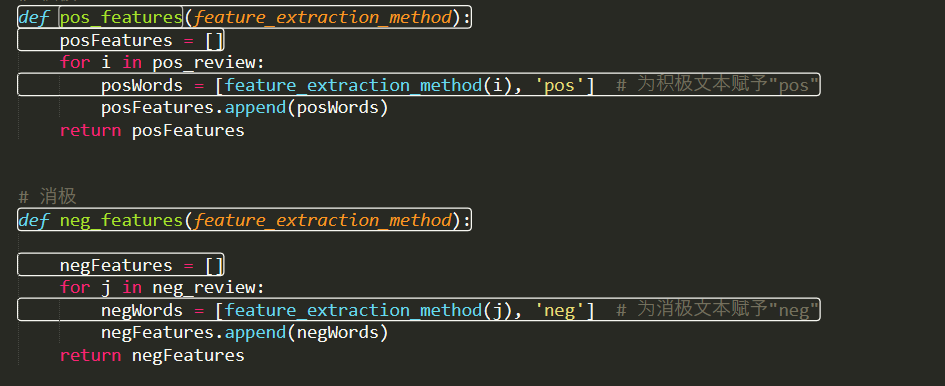 def pos_features(feature_extraction_method):
    posFeatures = []
    for i in pos_review:
        posWords = [feature_extraction_method(i), 'pos']  # 为积极文本赋予"pos"
        posFeatures.append(posWords)
    return posFeatures
# 消极
def neg_features(feature_extraction_method):
    negFeatures = []
    for j in neg_review:
        negWords = [feature_extraction_method(j), 'neg']  # 为消极文本赋予"neg"
        negFeatures.append(negWords)
    return negFeatures